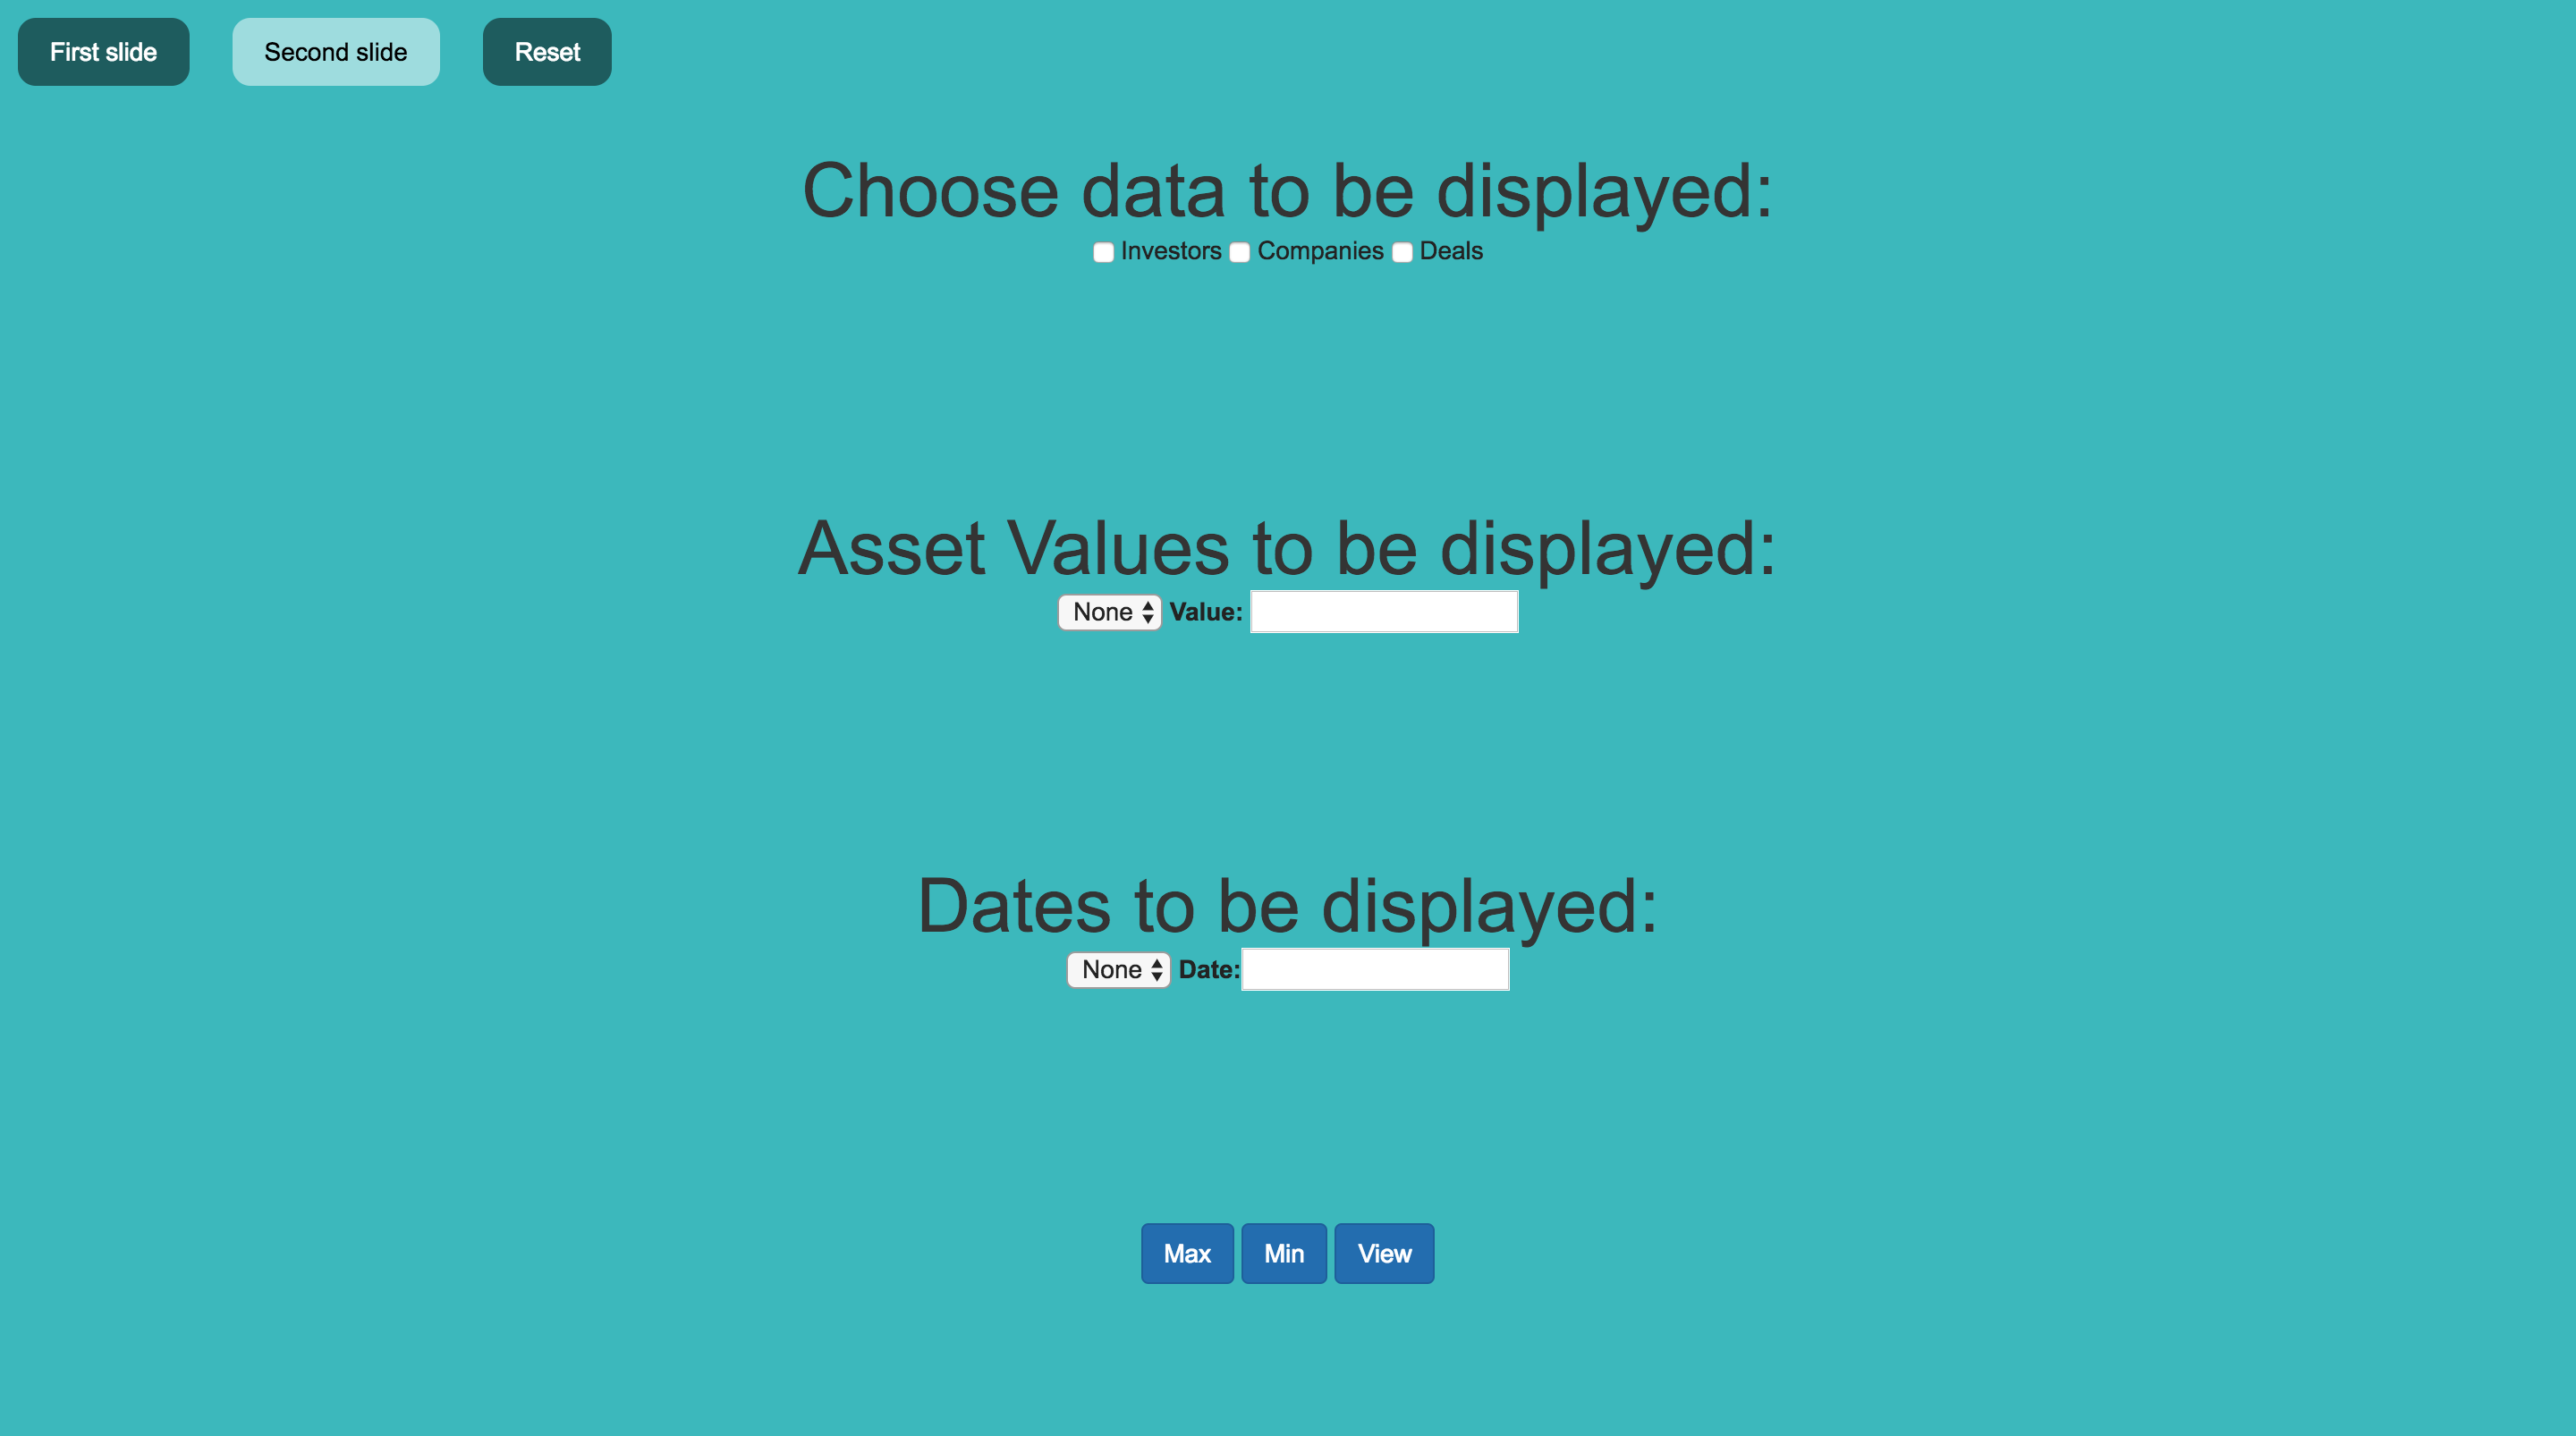 First slide Second slide Reset
Choose data to be displayed:
Investors Companies Deals
Asset Values to be displayed:
None Value:
Dates to be displayed:
None Date:
Max Min View